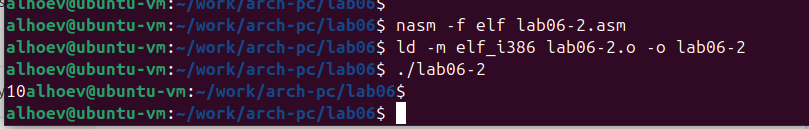 alhoev@ubuntu-vm:~/work/arch-pc/lab06$
alhoev@ubuntu-vm:~/work/arch-pc/lab06$ nasm -f elf lab06-2.asm
alhoev@ubuntu-vm:~/work/arch-pc/lab06$ ld -m elf_i386 lab06-2.o -o lab06-2
alhoev@ubuntu-vm:~/work/arch-pc/lab06$ ./lab06-2
10alhoev@ubuntu-vm:~/work/arch-pc/lab06$
alhoev@ubuntu-vm:~/work/arch-pc/lab06$